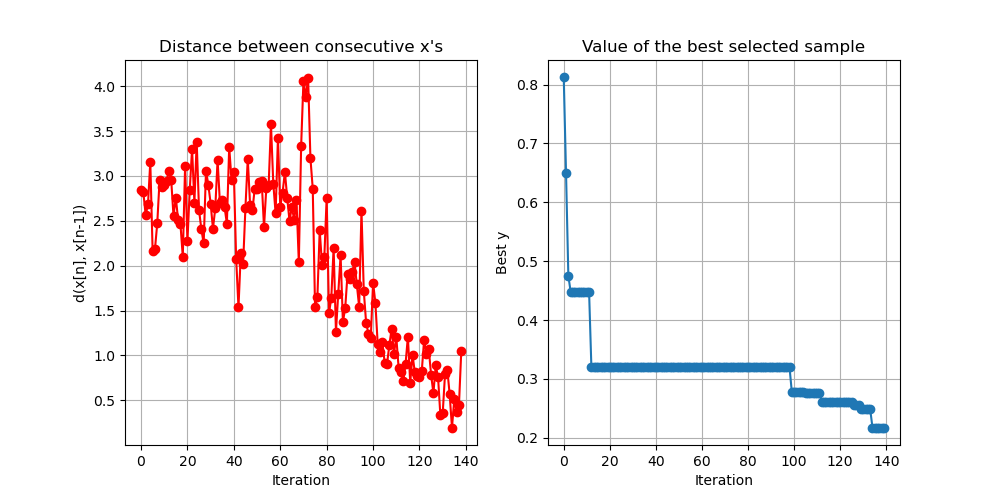 Distance between consecutive x's
4.0
3.5
3.0
2.5
2.0
1.5
1.0
0.5
d(x[n], x[n-1])
0 20 40 60 80 100 120 140
Iteration
Value of the best selected sample
0.8
0.7
0.6
0.5
0.4
0.3
0.2
Best y
0 20 40 60 80 100 120 140
Iteration